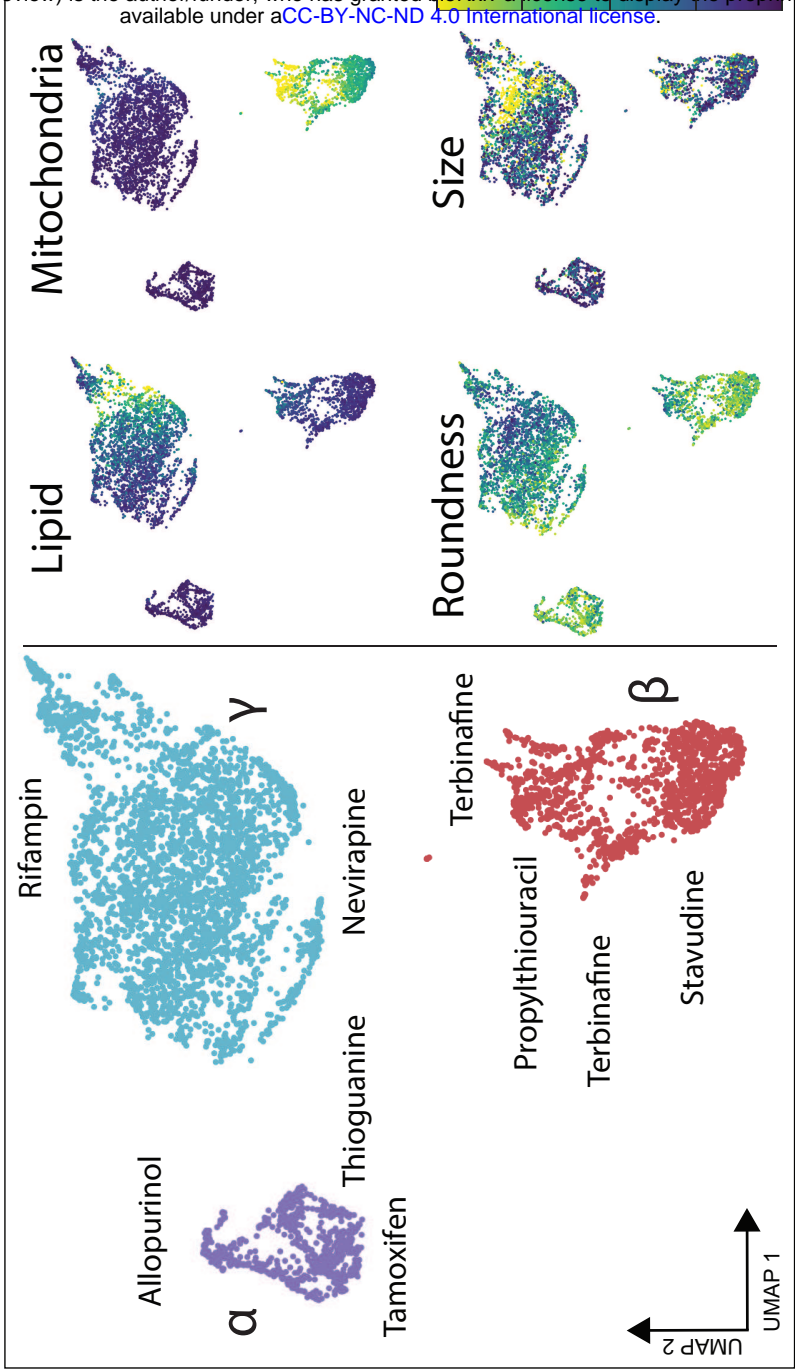 available under aCC-BY-NC-ND 4.0 International license.
Mitochondria
Size
Lipid
Roundness
Rifampin
γ
Nevirapine
Allopurinol
α
Thioguanine
Tamoxifen
Terbinafine
β
Propylthiouracil
Terbinafine
Stavudine
UMAP 2
UMAP 1